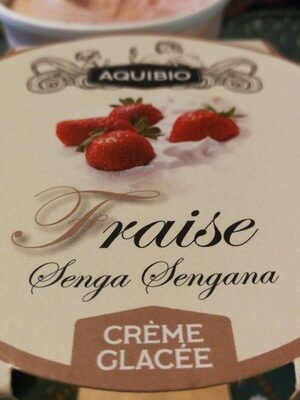 AQUIBIO
Fraise
Senga Sengana
CRÈME
GLACÉE